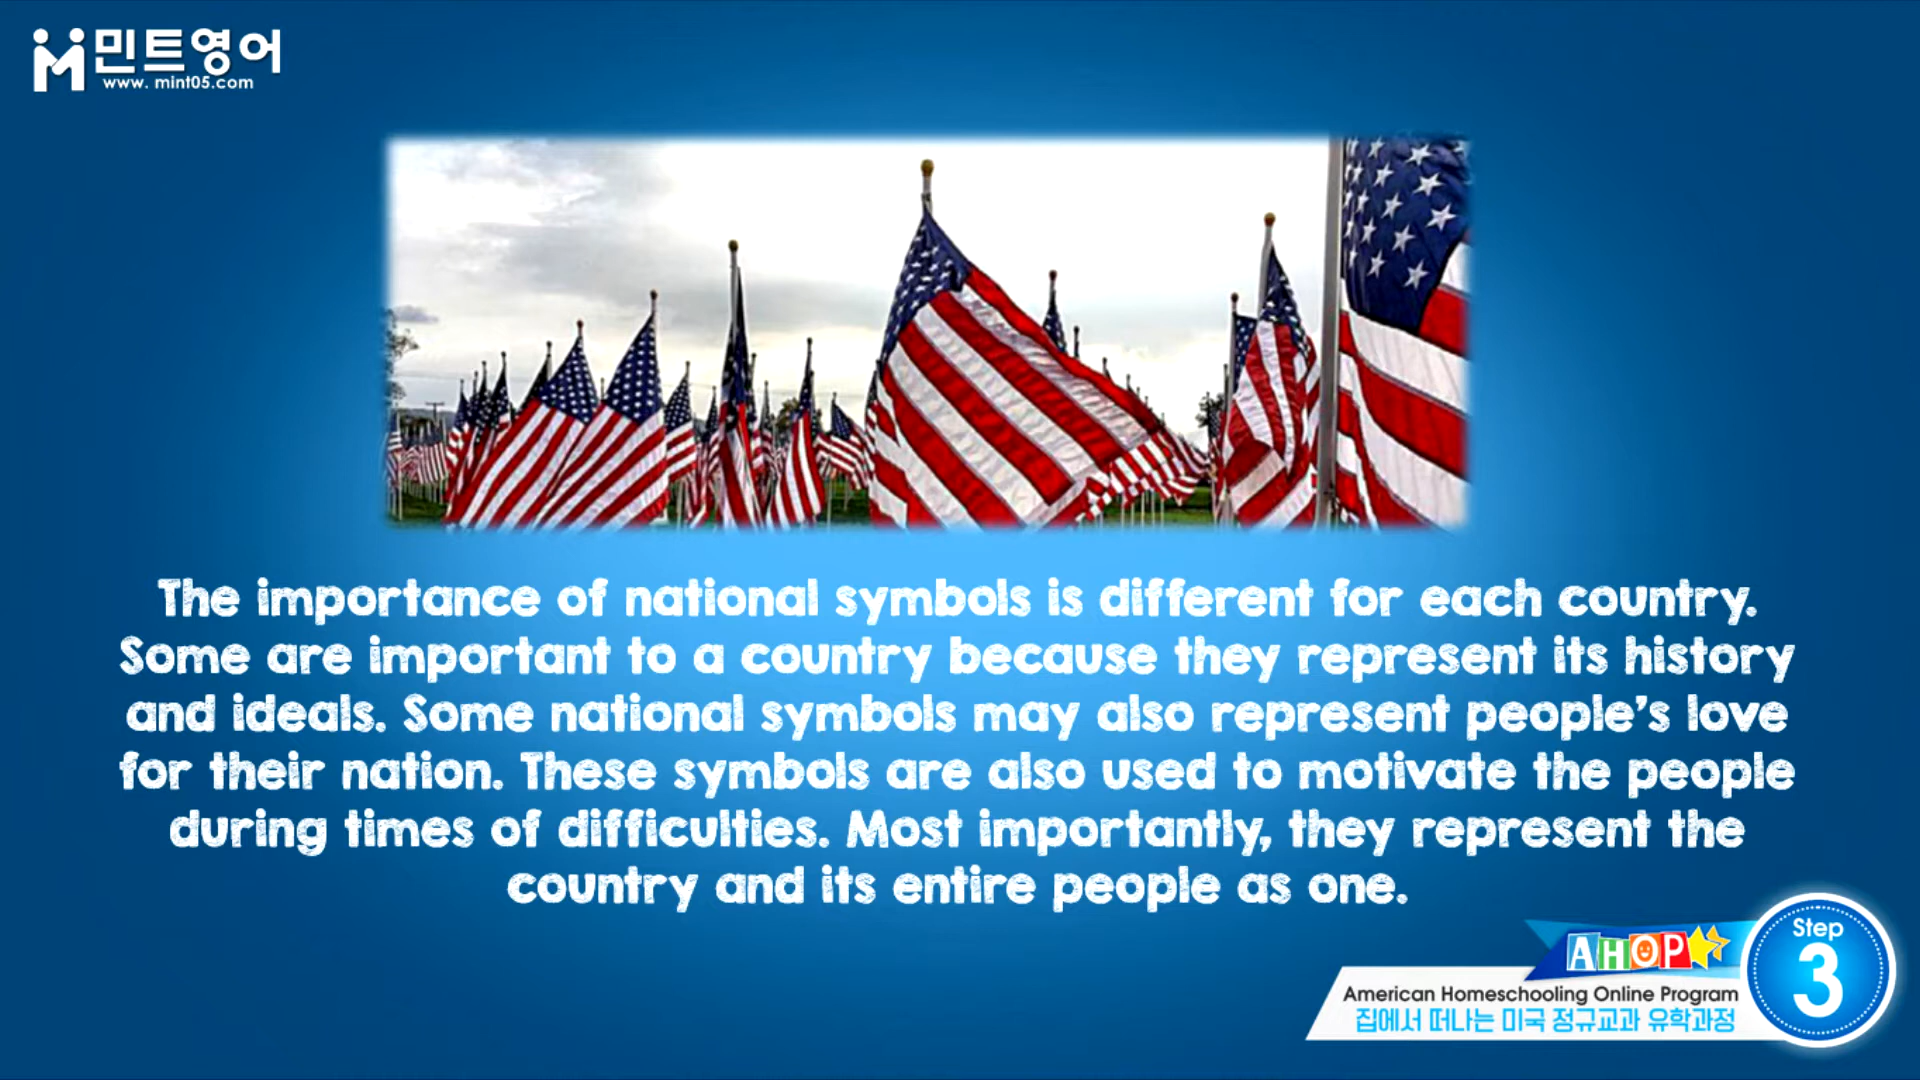 민트영어
www. mint05.com
The importance of national symbols is different for each country.
Some are important to a country because they represent its history
and ideals. Some national symbols may also represent people's love
for their nation. These symbols are also used to motivate the people
during times of difficulties. Most importantly, they represent the
country and its entire people as one.
AHOP
American Homeschooling Online Program
집에서 떠나는 미국 정규교과 유학과정
Step
3